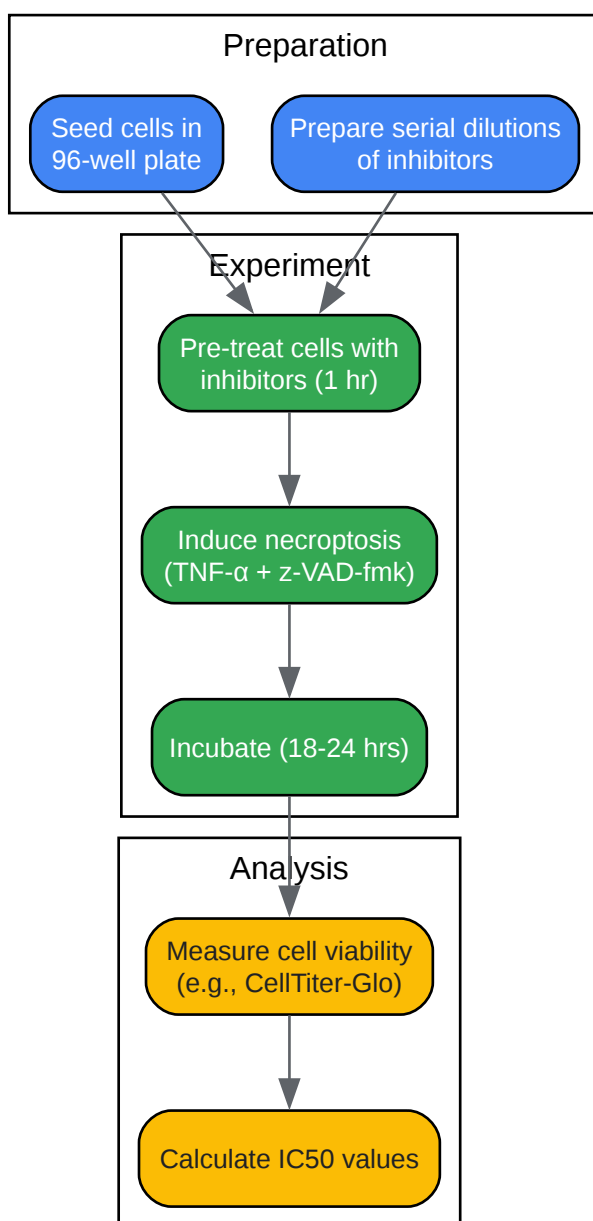 Preparation
Seed cells in
96-well plate
Prepare serial dilutions
of inhibitors
Experiment
Pre-treat cells with
inhibitors (1 hr)
Induce necroptosis
(TNF-α + z-VAD-fmk)
Incubate (18-24 hrs)
Analysis
Measure cell viability
(e.g., CellTiter-Glo)
Calculate IC50 values